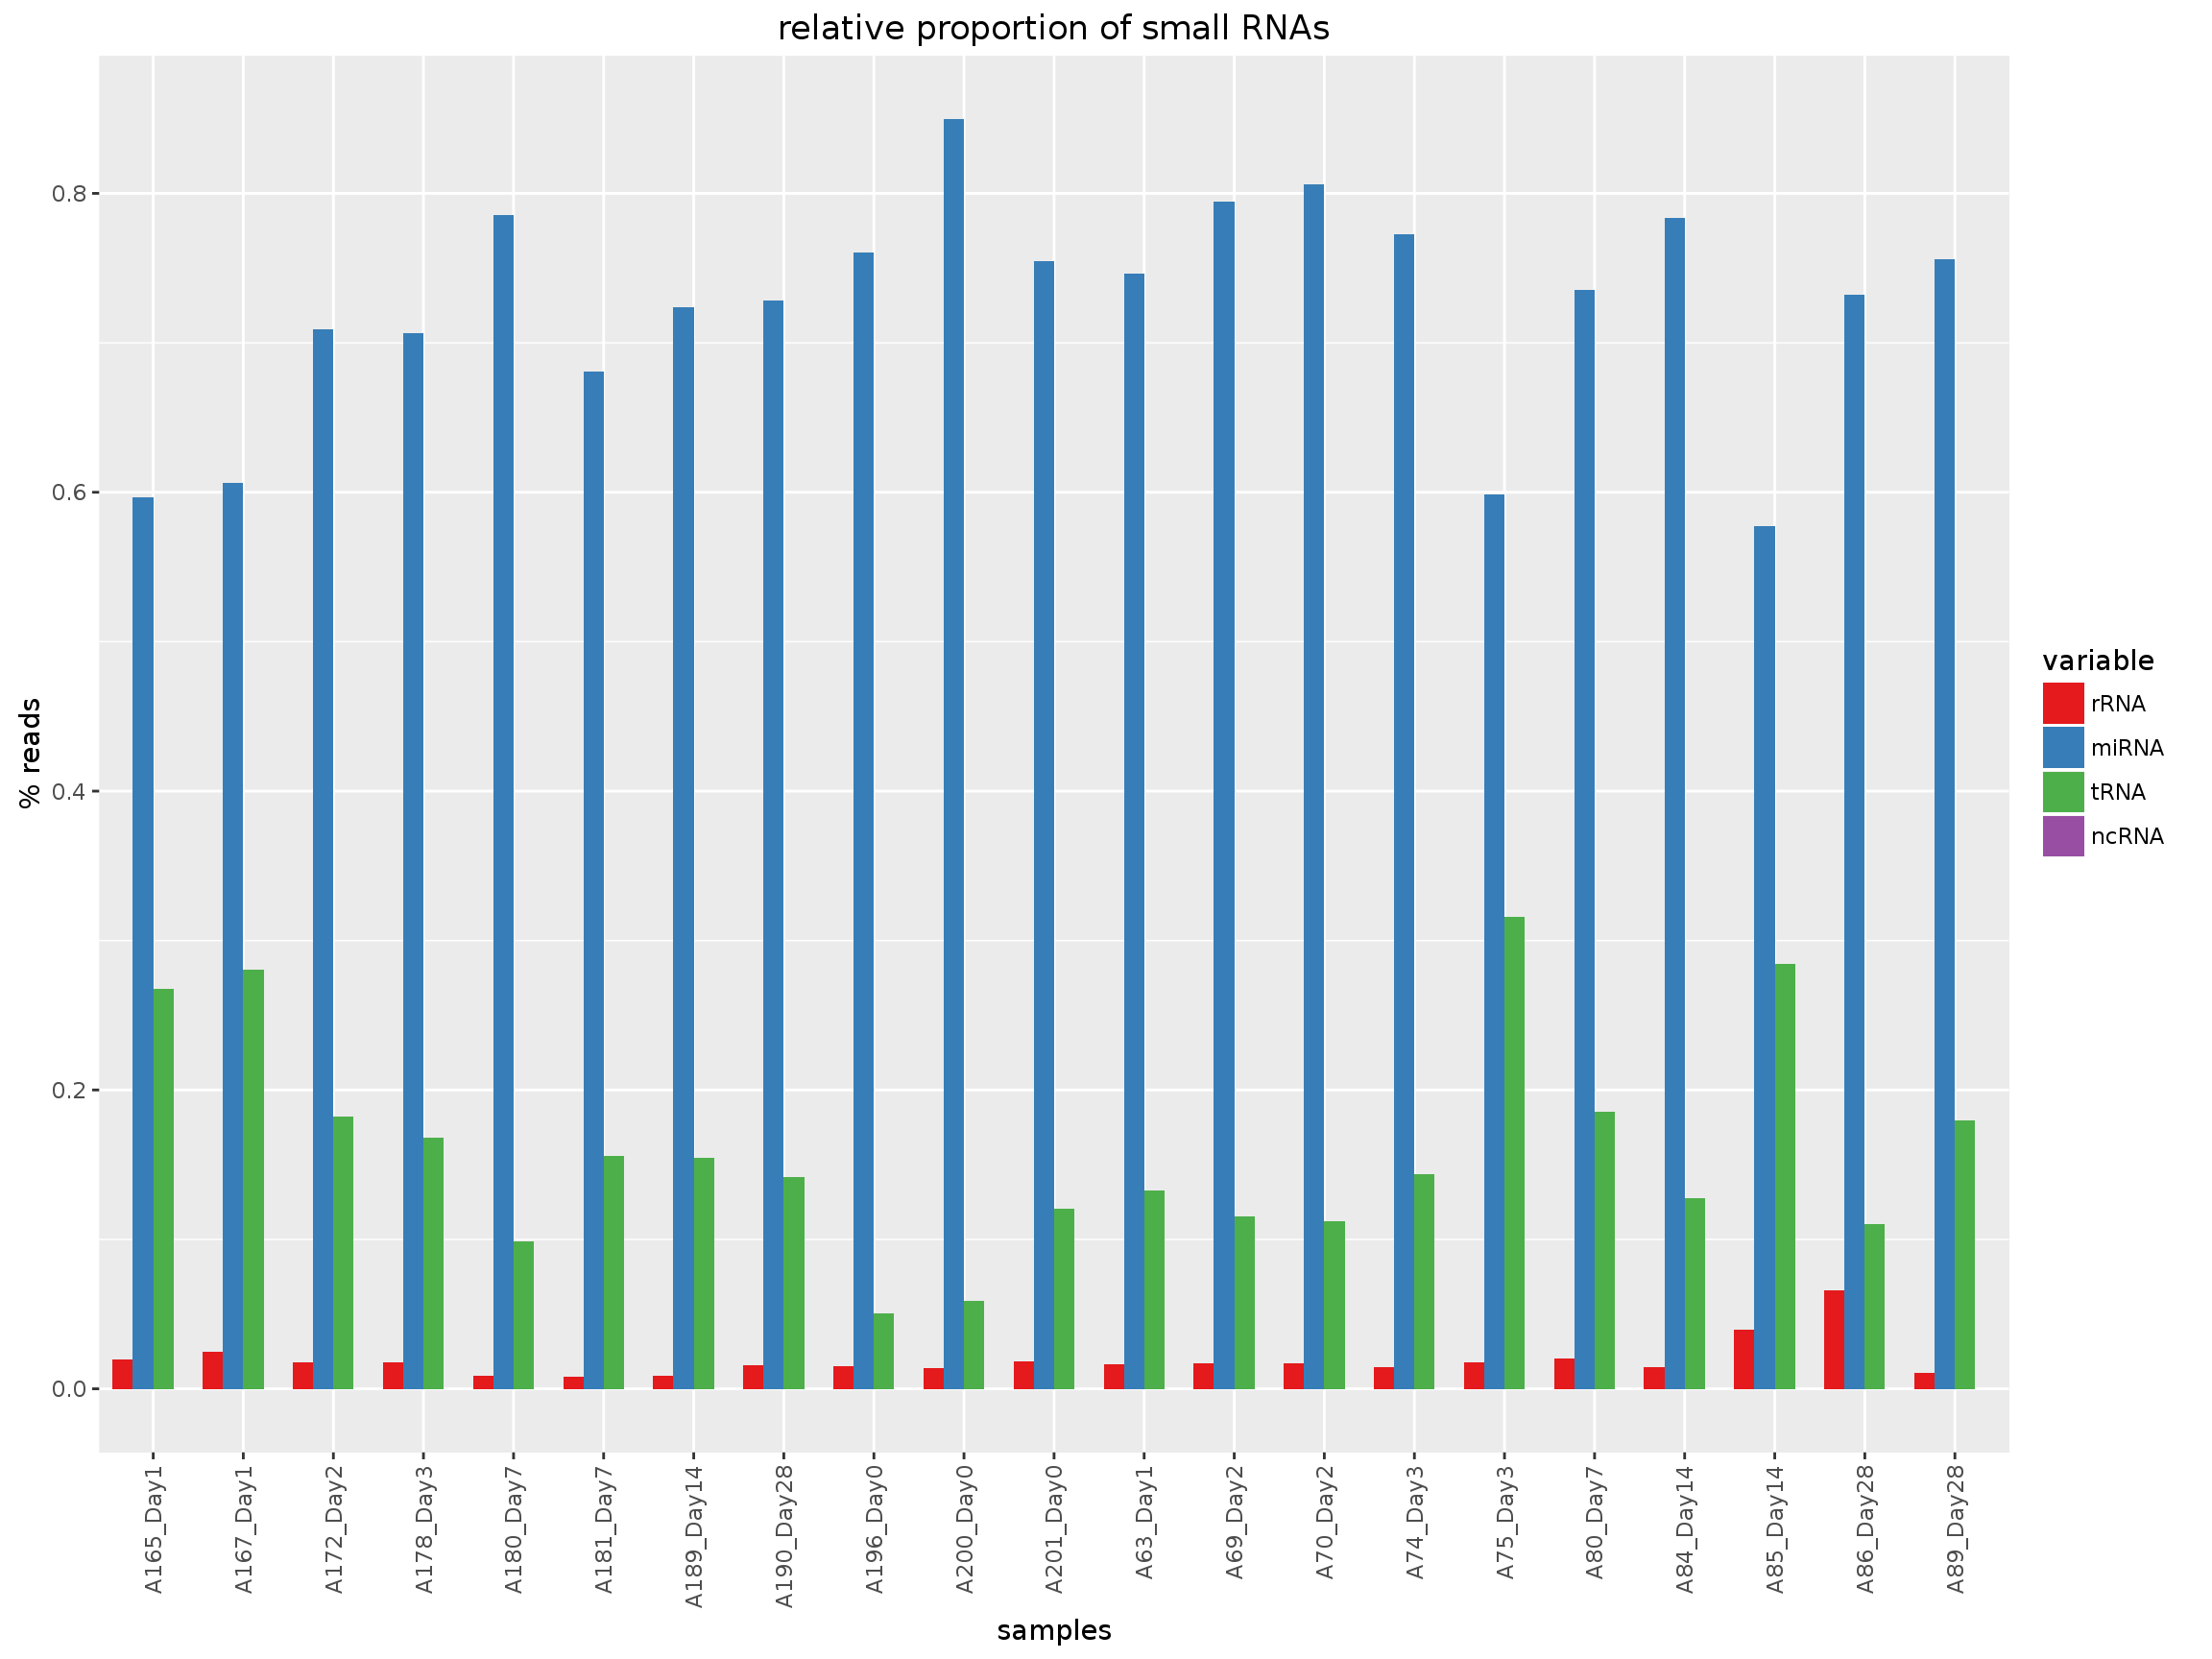 relative proportion of small RNAs
% reads
0.8
0.6
0.4
0.2
0.0
A165_Day1
A167_Day1
A172_Day2
A178_Day3
A180_Day7
A181_Day7
A189_Day14
A190_Day28
A196_Day0
A200_Day0
A201_Day0
A63_Day1
A69_Day2
A70_Day2
A74_Day3
A75_Day3
A80_Day7
A84_Day14
A85_Day14
A86_Day28
A89_Day28
samples
variable
rRNA
miRNA
tRNA
ncRNA